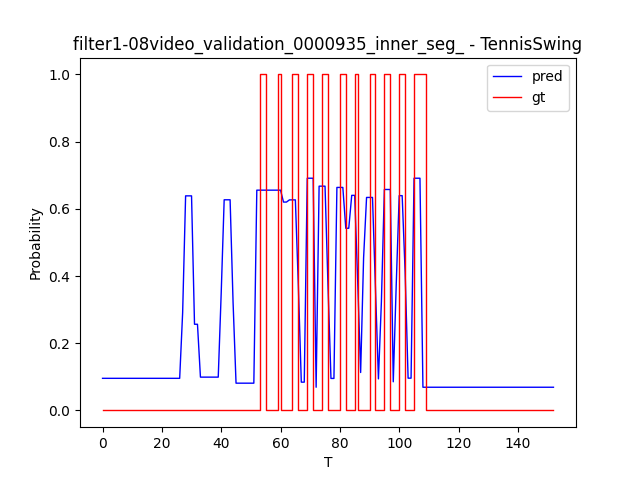 filter1-08video_validation_0000935_inner_seg_ - TennisSwing
pred
gt
1.0
0.8
0.6
0.4
0.2
0.0
Probability
0 20 40 60 80 100 120 140
T